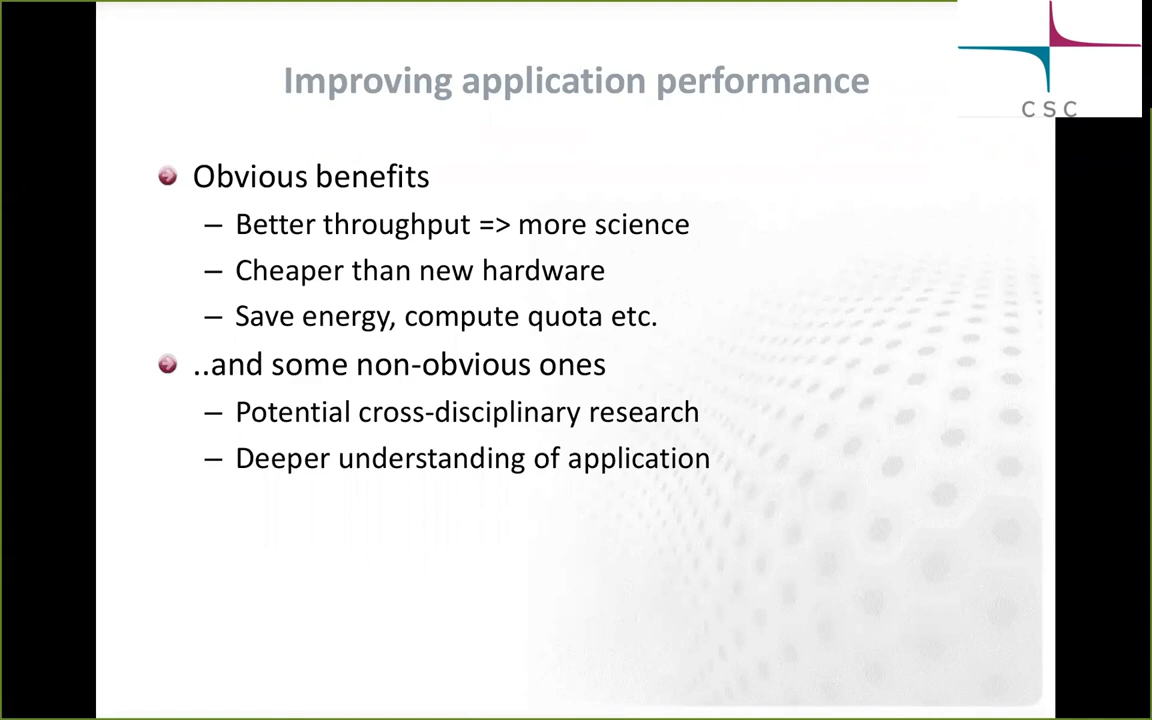 CSC
Improving application performance
Obvious benefits
– Better throughput => more science
– Cheaper than new hardware
– Save energy, compute quota etc.
..and some non-obvious ones
– Potential cross-disciplinary research
– Deeper understanding of application